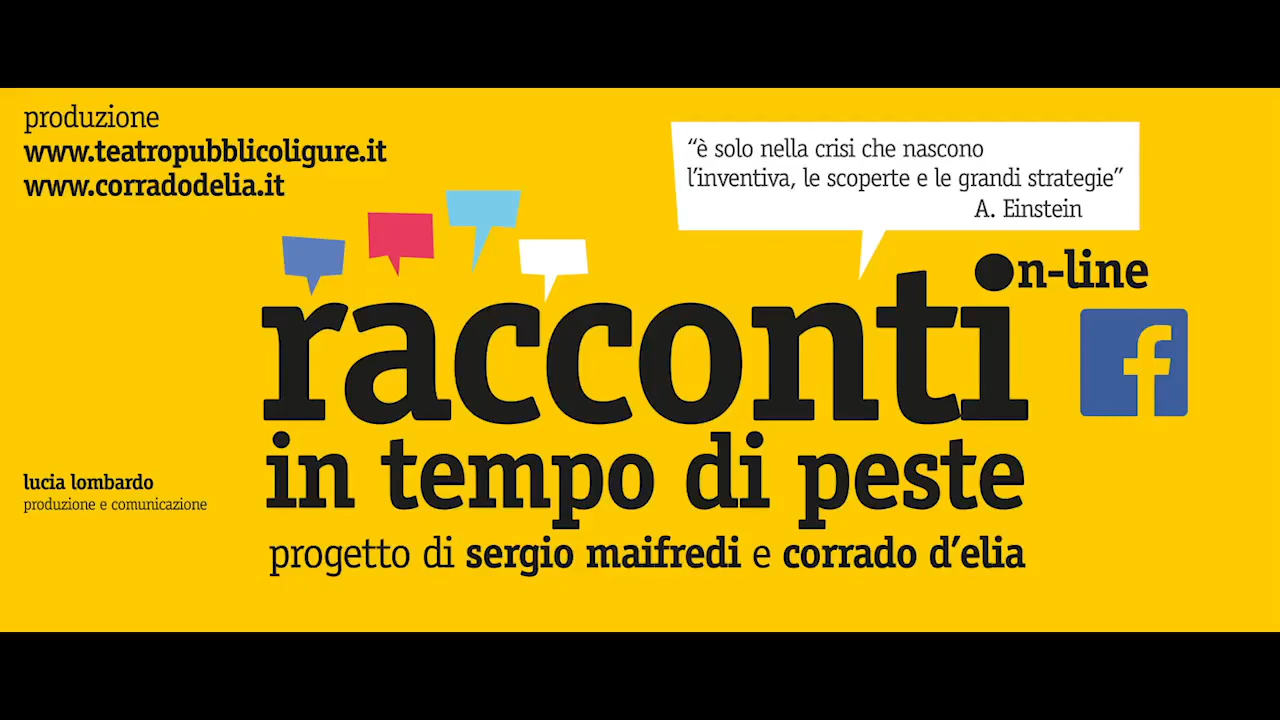 produzione
www.teatropubblicoligure.it
www.corradodelia.it
“è solo nella crisi che nascono
l’inventiva, le scoperte e le grandi strategie”
A. Einstein
on-line
racconti
f
in tempo di peste
lucia lombardo
produzione e comunicazione
progetto di sergio maifredi e corrado d’elia